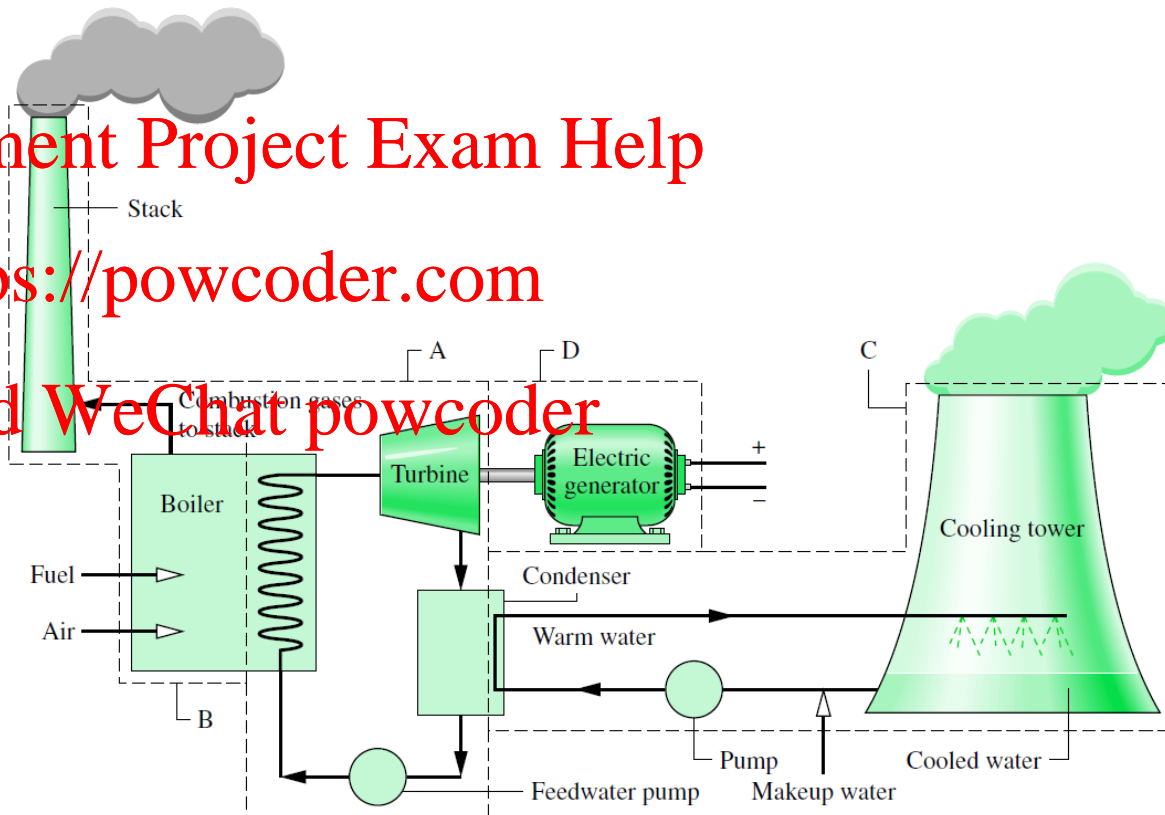 ment Project Exam Help
Stack
ps://powcoder.com
A
D
C
d WeChat powcoder
Combustion gases
to stack
+
Turbine
Electric
generator
−
Boiler
Cooling tower
Fuel
Condenser
Air
Warm water
B
Pump
Cooled water
Feedwater pump
Makeup water